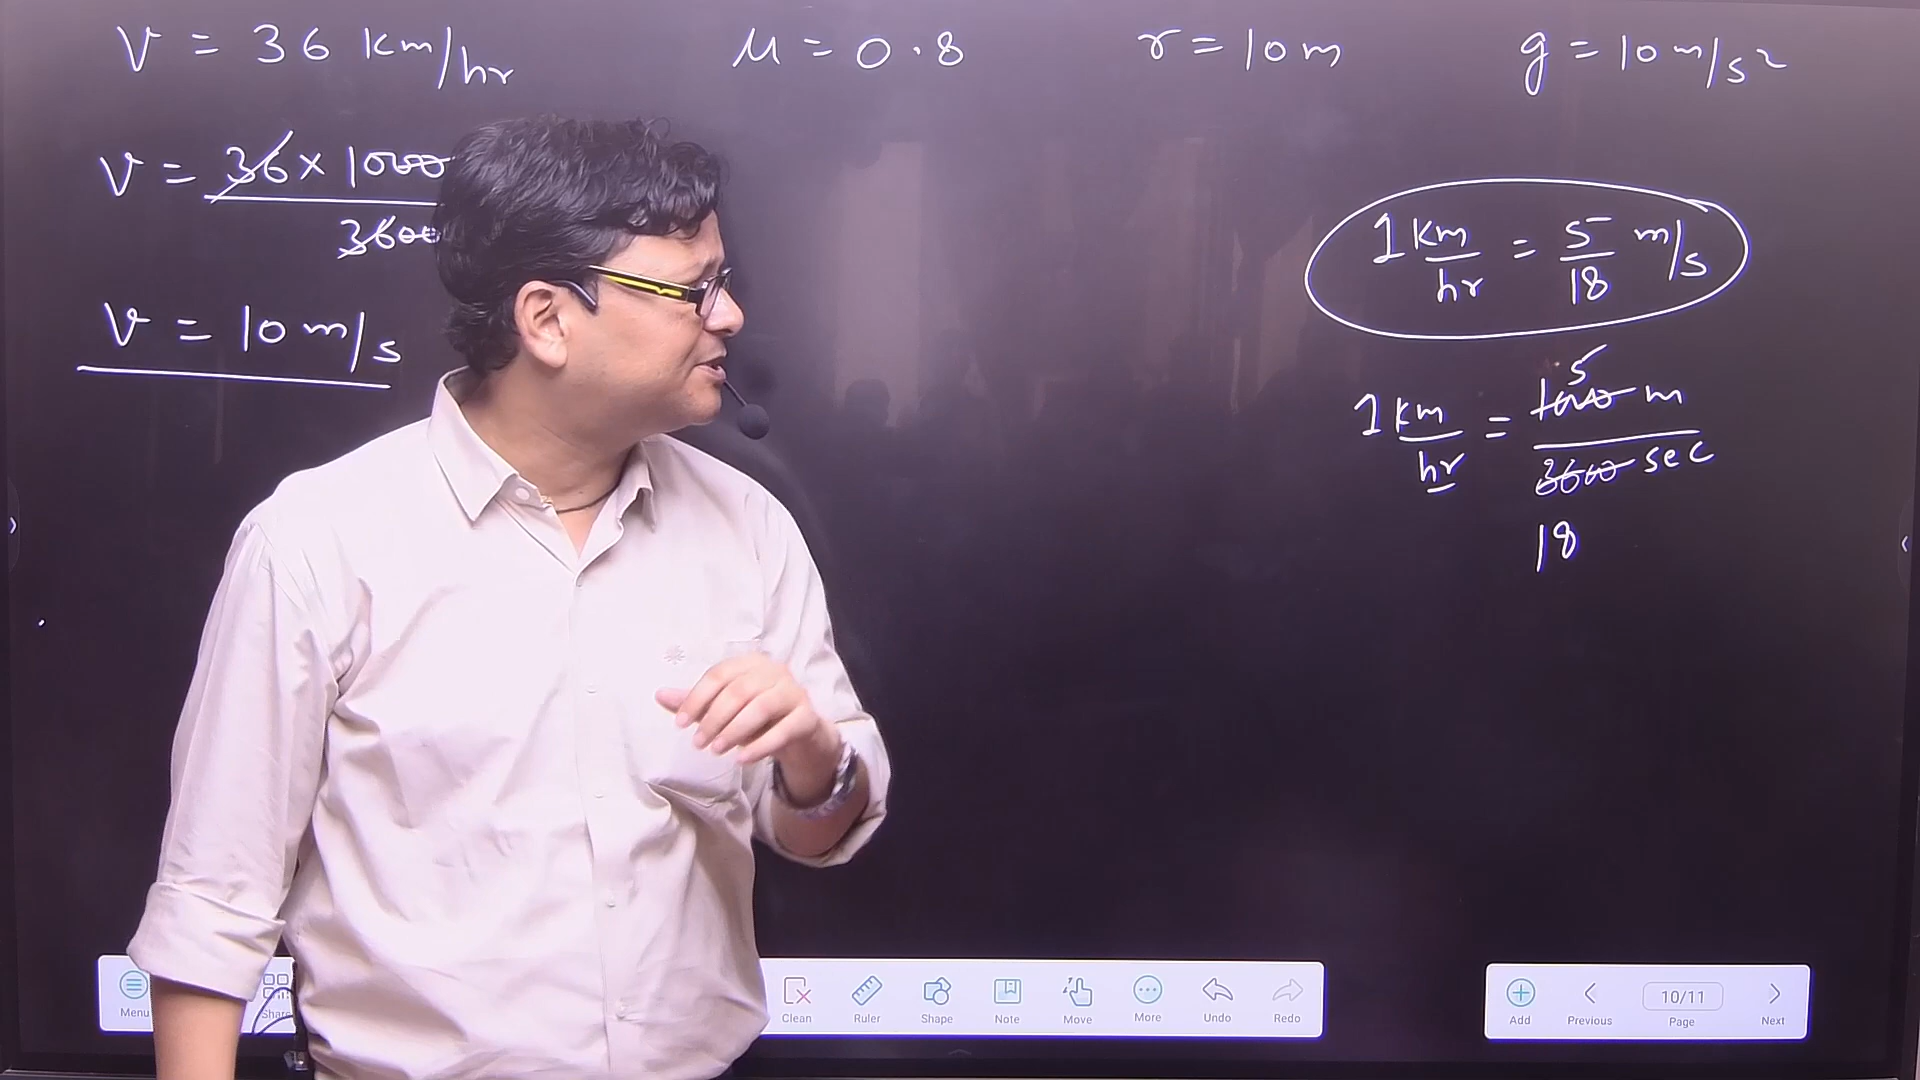 V = 36 km/hr μ = 0.8 r = 10m g = 10 m/s²
V = 36 × 1000
3600
V = 10 m/s
1 km/hr = 5/18 m/s
5
1 km/hr = 1000 m
3600 sec
18
Menu Share Clean Ruler Shape Note Move More Undo Redo
Add Previous 10/11 Page Next